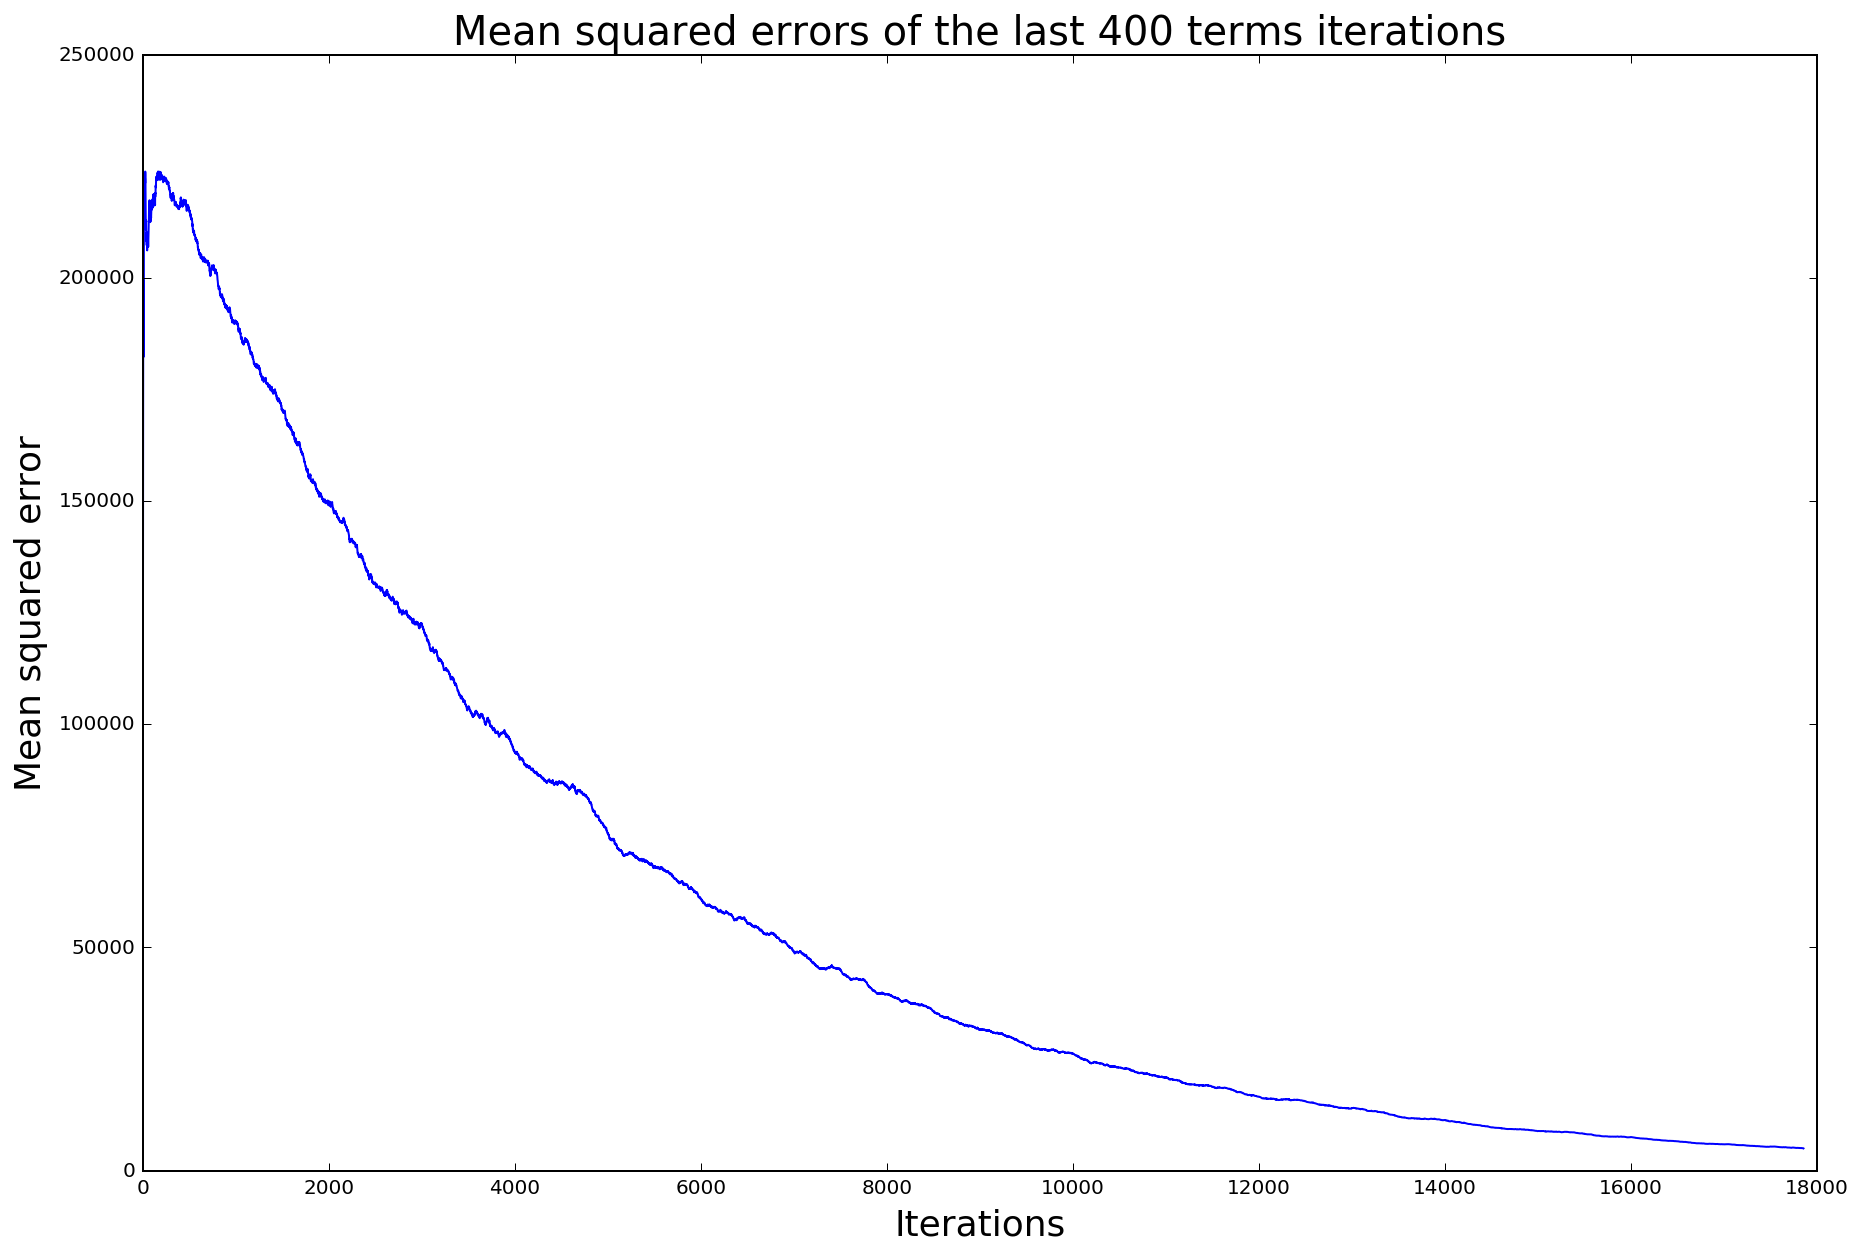 Mean squared errors of the last 400 terms iterations
250000
200000
150000
100000
50000
0
Mean squared error
0 2000 4000 6000 8000 10000 12000 14000 16000 18000
Iterations